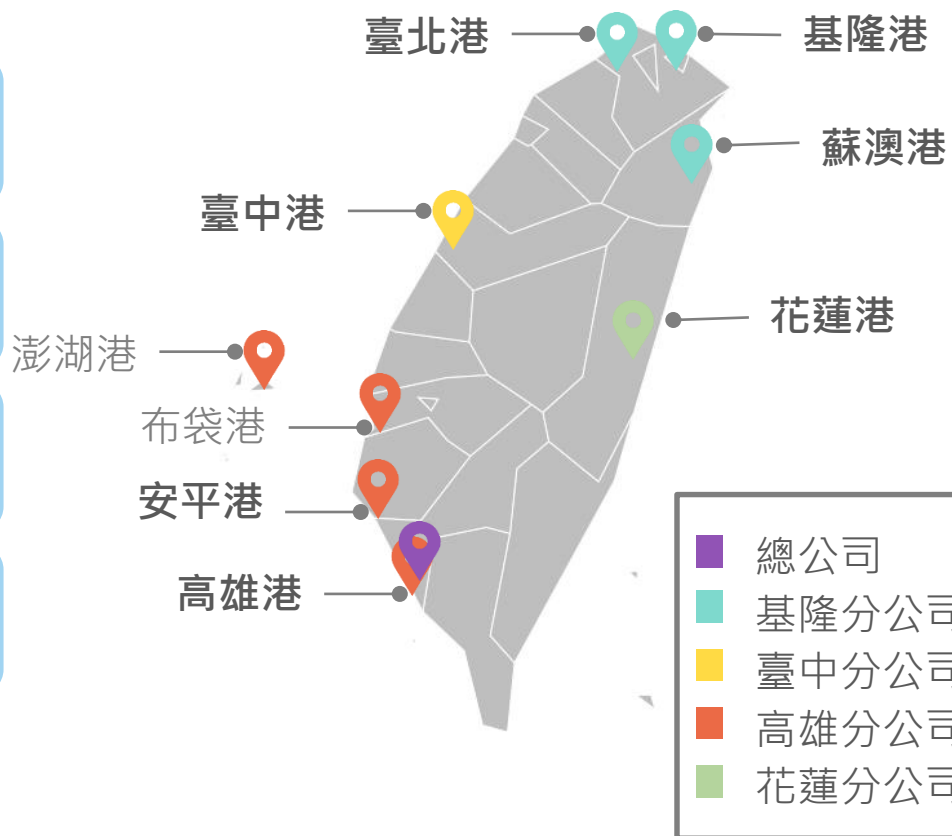 臺北港
基隆港
蘇澳港
臺中港
花蓮港
澎湖港
布袋港
安平港
高雄港
總公司
基隆分公司
臺中分公司
高雄分公司
花蓮分公司